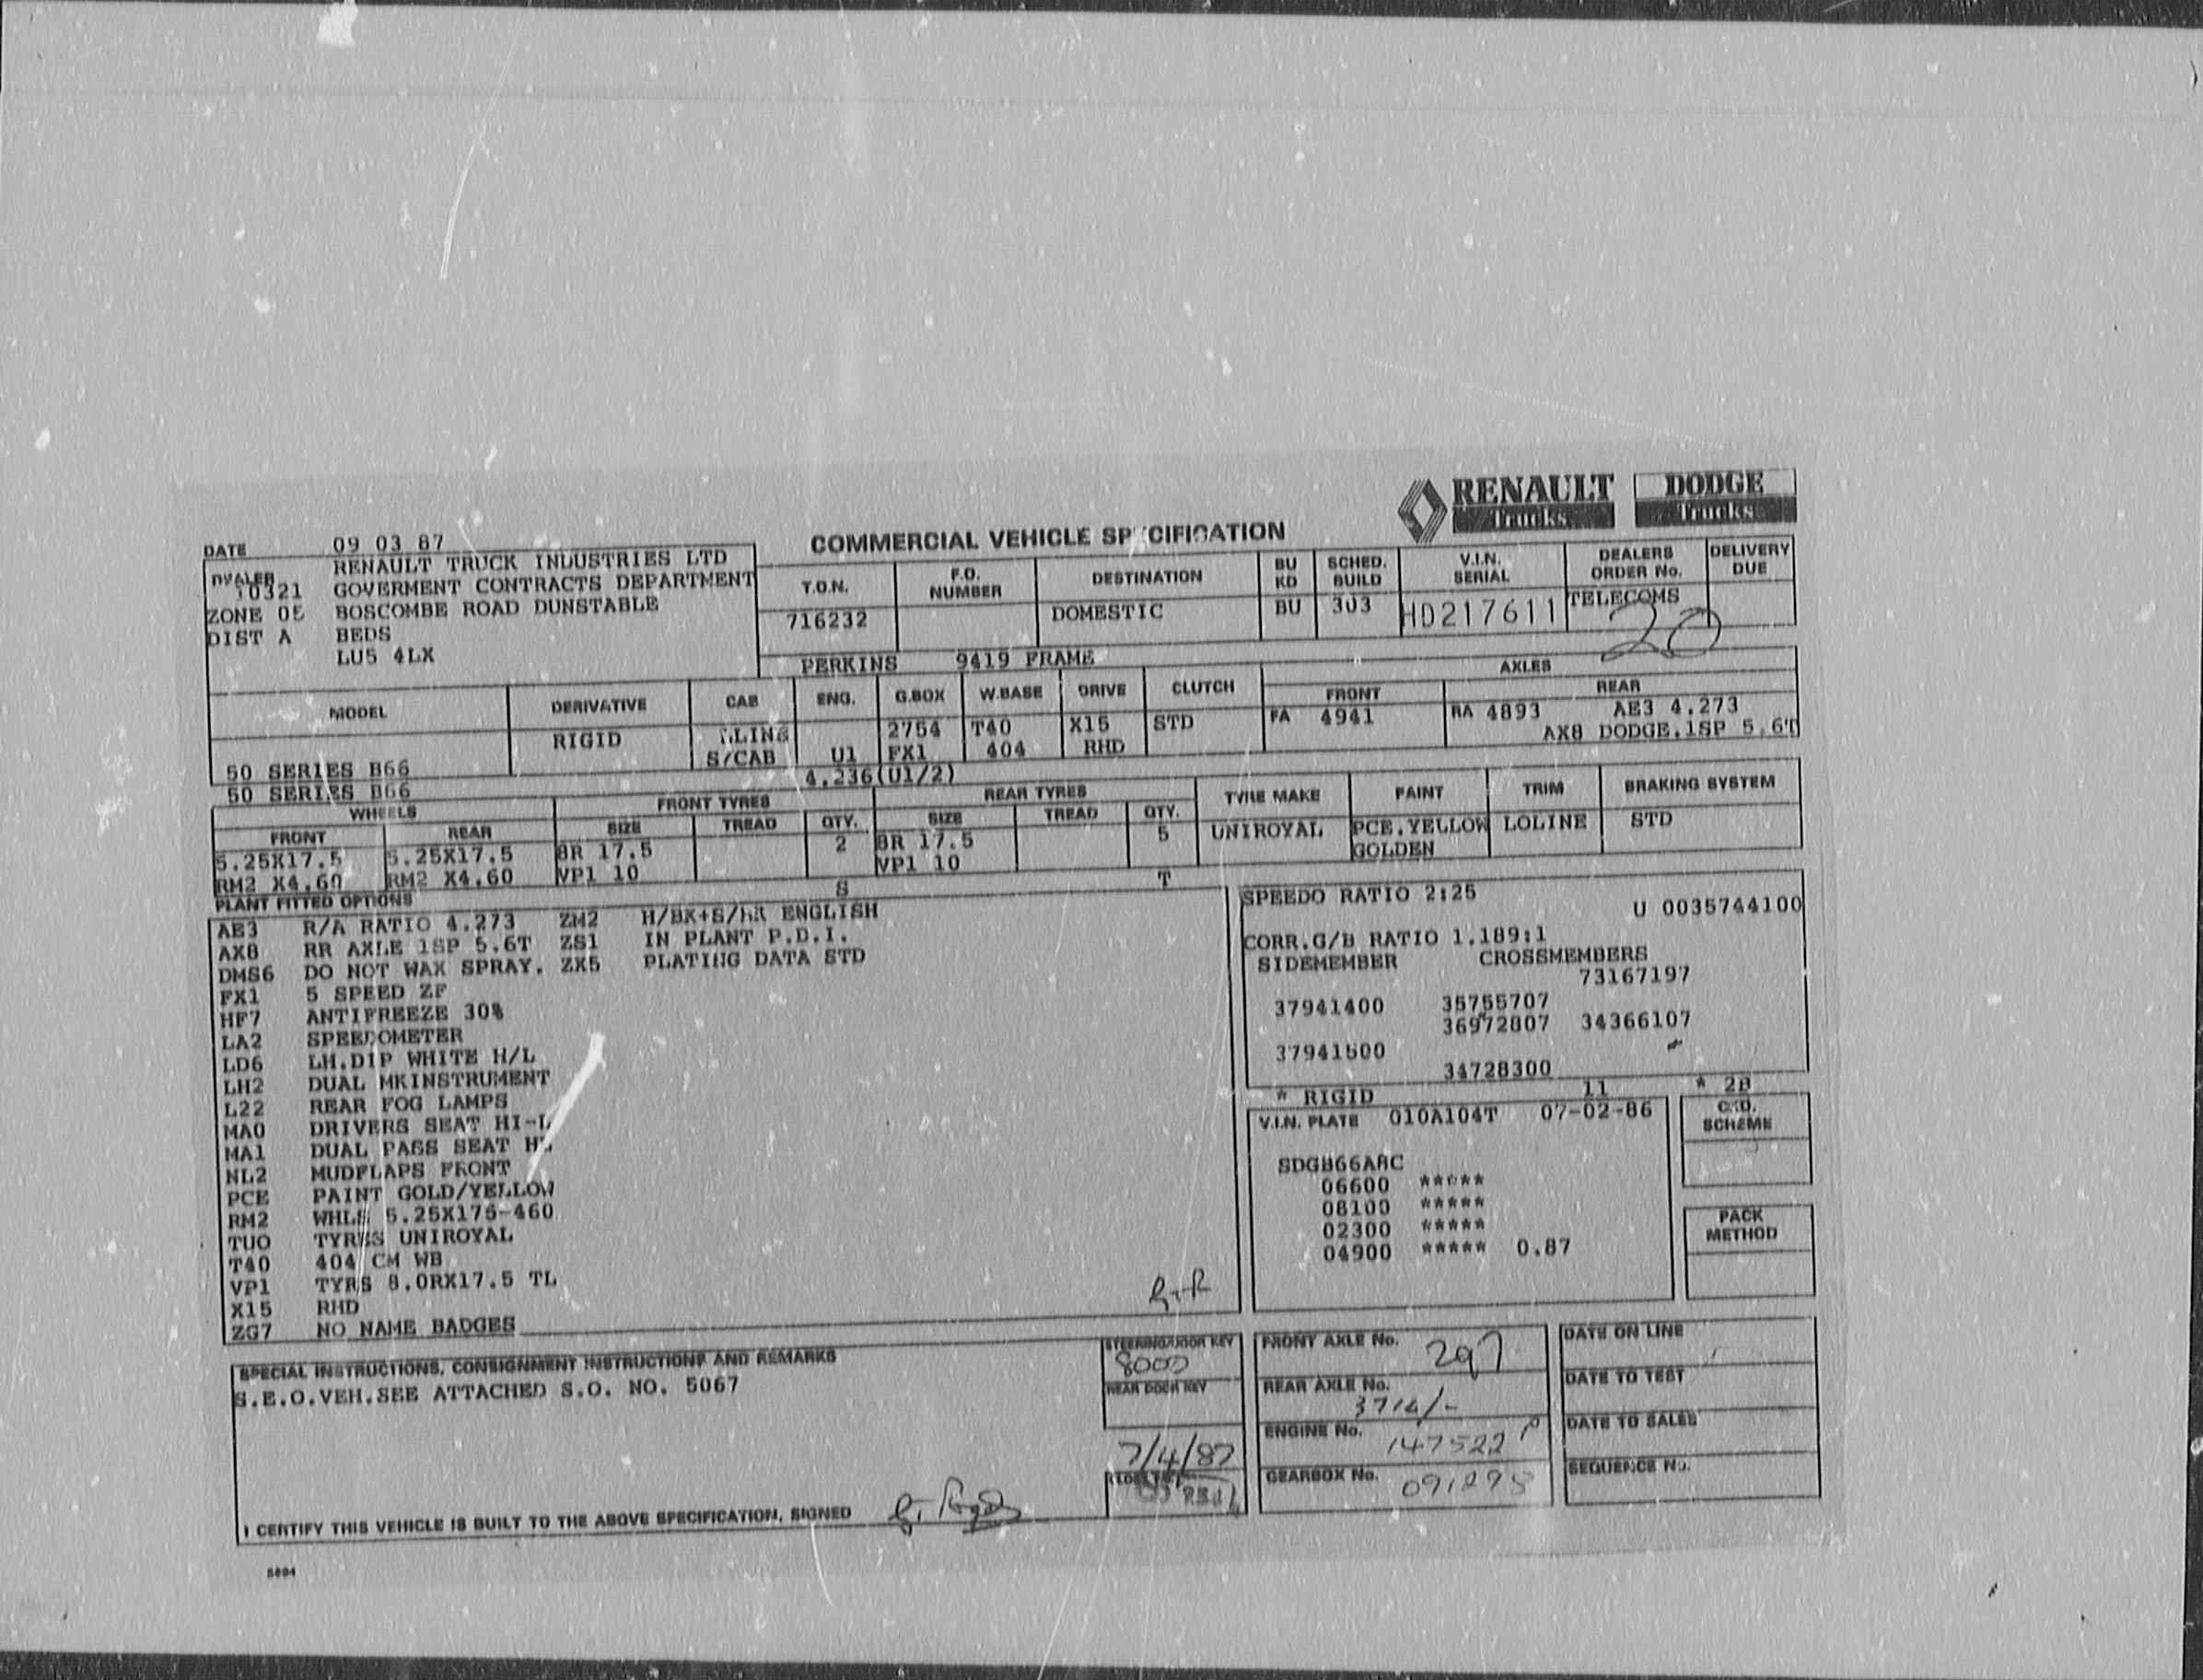 RENAULT Trucks DODGE Trucks
COMMERCIAL VEHICLE SP CIFICATION
DATE 09 03 87
DEALER RENAULT TRUCK INDUSTRIES LTD
10321 GOVERMENT CONTRACTS DEPARTMENT
ZONE 05 BOSCOMBE ROAD DUNSTABLE
DIST A BEDS
LU5 4LX
T.O.N. F.O. NUMBER DESTINATION BU KD SCHED. BUILD V.I.N. SERIAL DEALERS ORDER No. DELIVERY DUE
716232 DOMESTIC BU 303 HD217611 TELECOMS
20
PERKINS 9419 FRAME
AXLES
MODEL DERIVATIVE CAB ENG. G.BOX W.BASE DRIVE CLUTCH FRONT REAR
RIGID 2754 T40 X15 STD FA 4941 RA 4893 AE3 4.273
50 SERIES B66 S/CAB U1 FX1 404 RHD AX8 DODGE.1SP 5.6T
50 SERIES B66 4.236(U1/2)
WHEELS FRONT TYRES REAR TYRES TYRE MAKE PAINT TRIM BRAKING SYSTEM
FRONT REAR SIZE TREAD QTY. SIZE TREAD QTY.
5.25X17.5 5.25X17.5 8R 17.5 2 8R 17.5 5 UNIROYAL PCE.YELLOW LOLINE STD
RM2 X4.60 RM2 X4.60 VP1 10 VP1 10 GOLDEN
S T
PLANT FITTED OPTIONS
AE3 R/A RATIO 4.273 ZM2 H/BK+S/BK ENGLISH
AX8 RR AXLE 1SP 5.6T ZS1 IN PLANT P.D.I.
DMS6 DO NOT WAX SPRAY. ZX5 PLATING DATA STD
FX1 5 SPEED ZF
HF7 ANTIFREEZE 30%
LA2 SPEEDOMETER
LD6 LH.DIP WHITE H/L
LH2 DUAL MKINSTRUMENT
L22 REAR FOG LAMPS
MA0 DRIVERS SEAT HI-L
MA1 DUAL PASS SEAT
NL2 MUDFLAPS FRONT
PCE PAINT GOLD/YELLOW
RM2 WHLS 5.25X175-460
TUO TYRES UNIROYAL
T40 404 CM WB
VP1 TYRS 8.0RX17.5 TL
X15 RHD
ZG7 NO NAME BADGES
SPEEDO RATIO 2:25
U 0035744100
CORR.G/B RATIO 1.189:1
SIDEMEMBER CROSSMEMBERS
73167197
37941400 35755707
36972807 34366107
37941500
34728300
* RIGID 11 * 2B
V.I.N. PLATE 010A104T 07-02-86
SDGB66ARC
06600 *****
08100 *****
02300 *****
04900 ***** 0.87
CKD. SCHEME
PACK METHOD
SPECIAL INSTRUCTIONS, CONSIGNMENT INSTRUCTIONS AND REMARKS
S.E.O.VEH.SEE ATTACHED S.O. NO. 5067
STEERING/DOOR KEY
8000
REAR DOOR KEY
7/4/87
FRONT AXLE No. 297
REAR AXLE No.
ENGINE No. 147522 P
GEARBOX No. 091298
DATE ON LINE
DATE TO TEST
DATE TO SALES
SEQUENCE No.
I CERTIFY THIS VEHICLE IS BUILT TO THE ABOVE SPECIFICATION, SIGNED